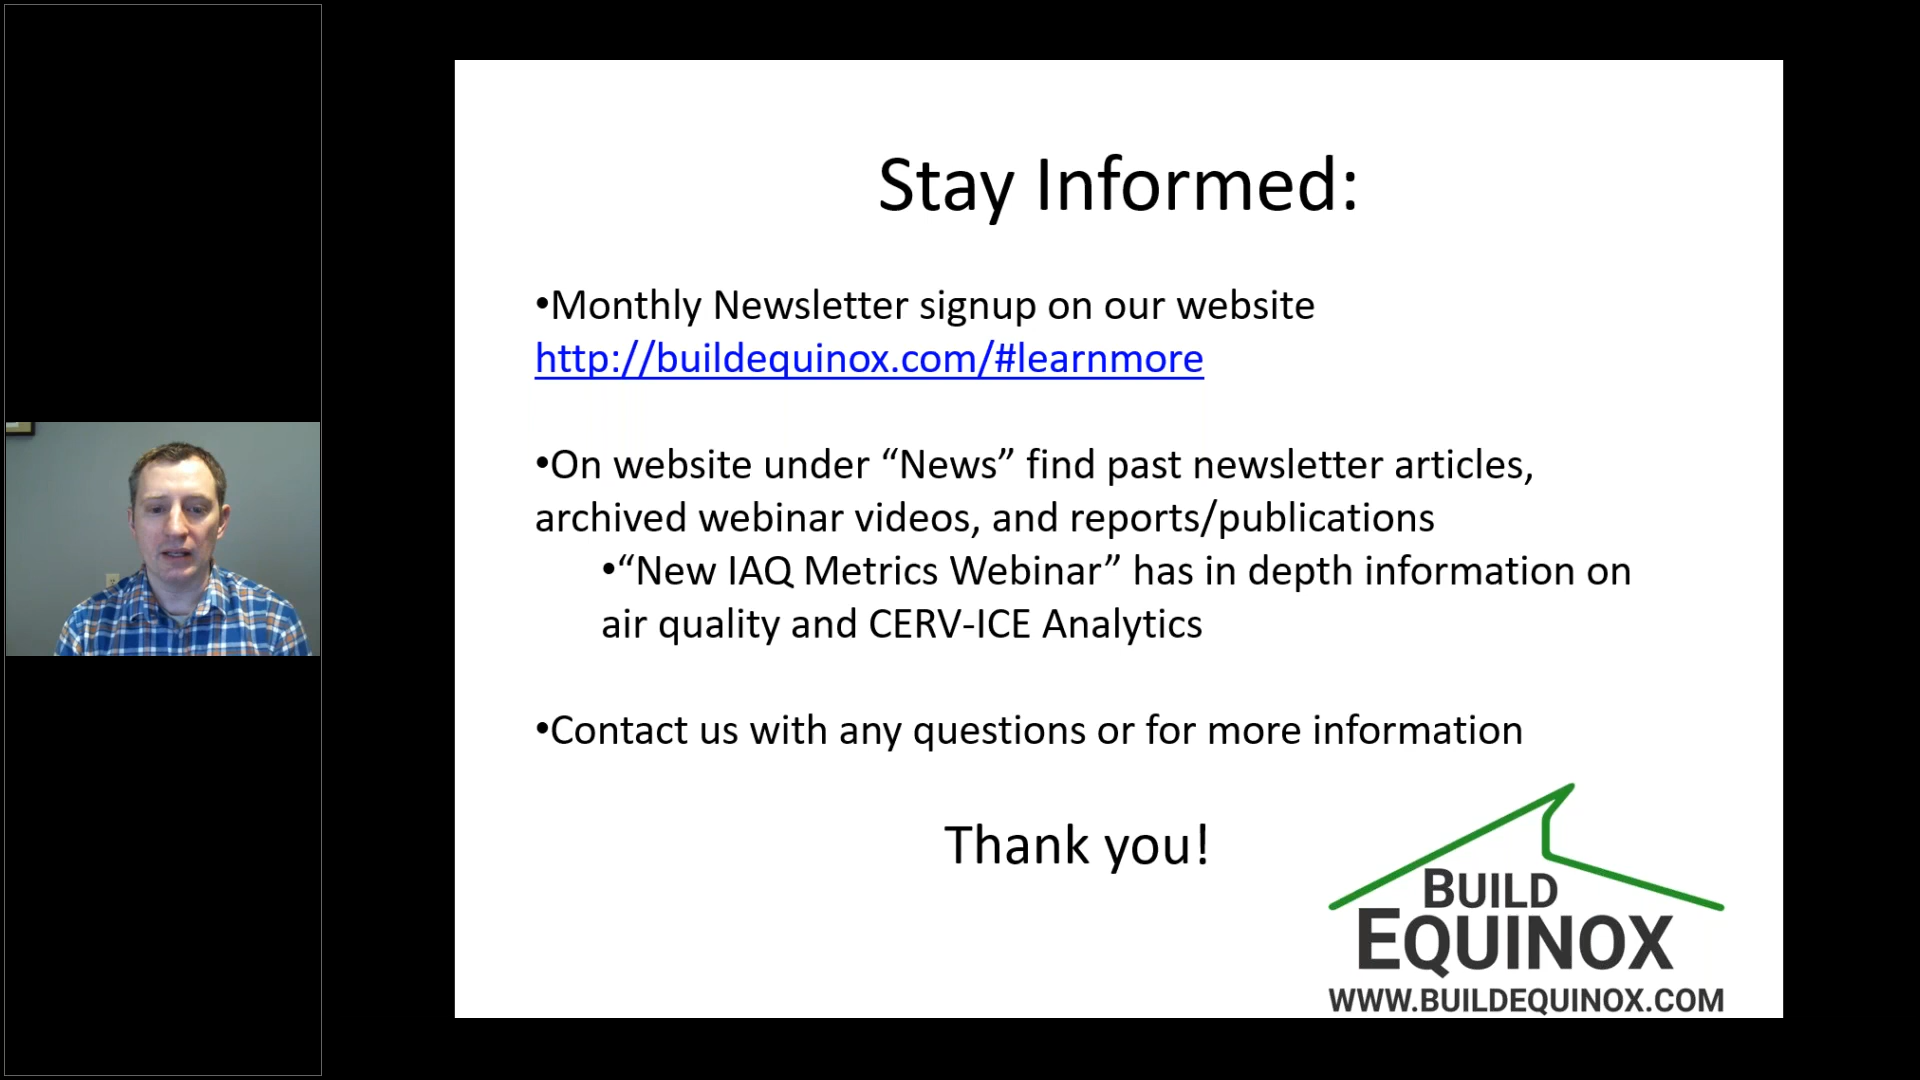 Stay Informed:
•Monthly Newsletter signup on our website
http://buildequinox.com/#learnmore
•On website under “News” find past newsletter articles,
archived webinar videos, and reports/publications
•“New IAQ Metrics Webinar” has in depth information on
air quality and CERV-ICE Analytics
•Contact us with any questions or for more information
Thank you!
BUILD
EQUINOX
WWW.BUILDEQUINOX.COM